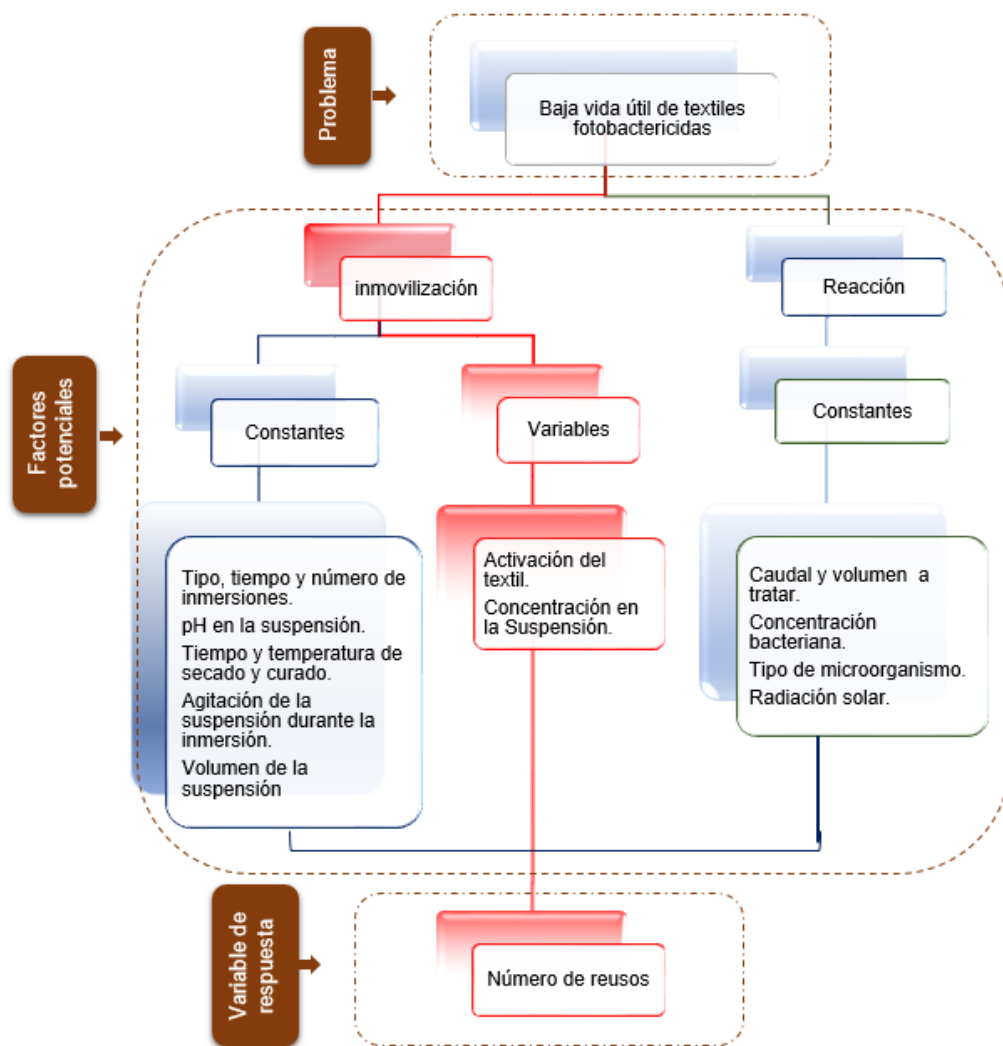 Problema
Baja vida útil de textiles
fotobactericidas
Factores
potenciales
inmovilización
Reacción
Constantes
Variables
Constantes
Tipo, tiempo y número de
inmersiones.
pH en la suspensión.
Tiempo y temperatura de
secado y curado.
Agitación de la
suspensión durante la
inmersión.
Volumen de la
suspensión
Activación del
textil.
Concentración en
la Suspensión.
Caudal y volumen a
tratar.
Concentración
bacteriana.
Tipo de microorganismo.
Radiación solar.
Variable de
respuesta
Número de reusos